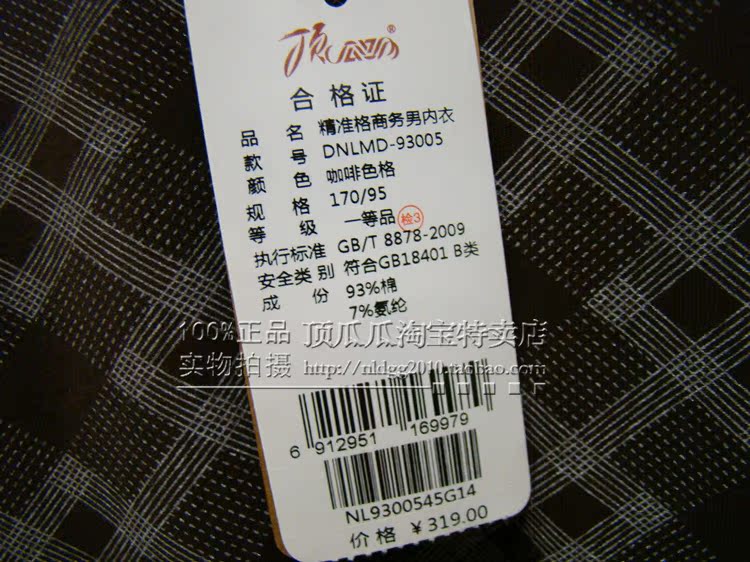 顶呱呱®
合格证
品名 精准格商务男内衣
款号 DNLMD-93005
颜色 咖啡色格
规格 170/95
等级 一等品 检3
执行标准 GB/T 8878-2009
安全类别 符合GB18401 B类
成份 93%棉
7%氨纶
100%正品 顶瓜瓜淘宝特卖店
实物拍摄 http://nldgg2010.taobao.com
6 912951 169979
NL9300545G14
价格 ¥319.00